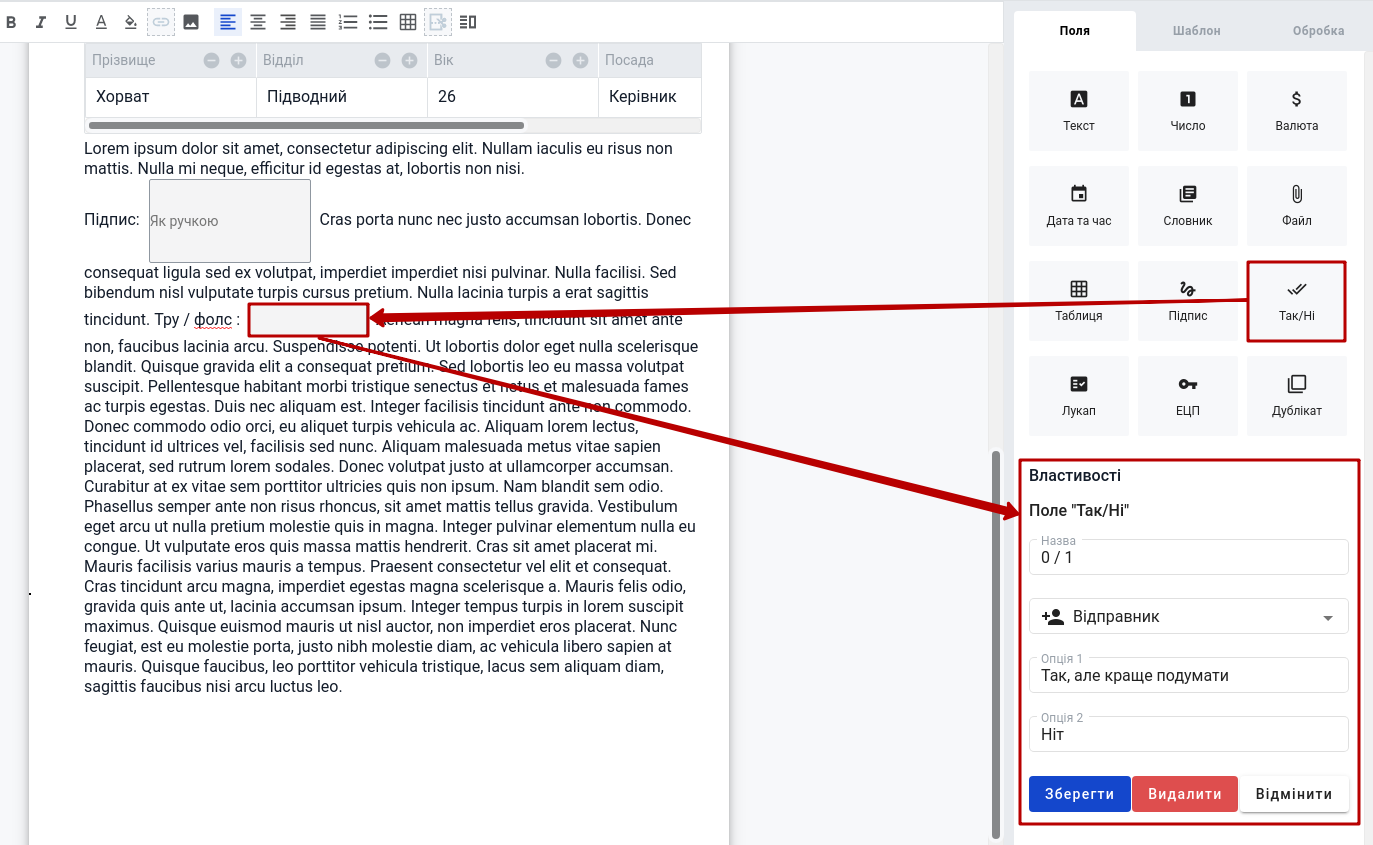 B I U A
Прізвище Відділ Вік Посада
Хорват Підводний 26 Керівник
Lorem ipsum dolor sit amet, consectetur adipiscing elit. Nullam iaculis eu risus non
mattis. Nulla mi neque, efficitur id egestas at, lobortis non nisi.
Підпис: Як ручкою Cras porta nunc nec justo accumsan lobortis. Donec
consequat ligula sed ex volutpat, imperdiet imperdiet nisi pulvinar. Nulla facilisi. Sed
bibendum nisl vulputate turpis cursus pretium. Nulla lacinia turpis a erat sagittis
tincidunt. Тру / фолс : Aenean magna felis, tincidunt sit amet ante
non, faucibus lacinia arcu. Suspendisse potenti. Ut lobortis dolor eget nulla scelerisque
blandit. Quisque gravida elit a consequat pretium. Sed lobortis leo eu massa volutpat
suscipit. Pellentesque habitant morbi tristique senectus et netus et malesuada fames
ac turpis egestas. Duis nec aliquam est. Integer facilisis tincidunt ante non commodo.
Donec commodo odio orci, eu aliquet turpis vehicula ac. Aliquam lorem lectus,
tincidunt id ultrices vel, facilisis sed nunc. Aliquam malesuada metus vitae sapien
placerat, sed rutrum lorem sodales. Donec volutpat justo at ullamcorper accumsan.
Curabitur at ex vitae sem porttitor ultricies quis non ipsum. Nam blandit sem odio.
Phasellus semper ante non risus rhoncus, sit amet mattis tellus gravida. Vestibulum
eget arcu ut nulla pretium molestie quis in magna. Integer pulvinar elementum nulla eu
congue. Ut vulputate eros quis massa mattis hendrerit. Cras sit amet placerat mi.
Mauris facilisis varius mauris a tempus. Praesent consectetur vel elit et consequat.
Cras tincidunt arcu magna, imperdiet egestas magna scelerisque a. Mauris felis odio,
gravida quis ante ut, lacinia accumsan ipsum. Integer tempus turpis in lorem suscipit
maximus. Quisque euismod mauris ut nisl auctor, non imperdiet eros placerat. Nunc
feugiat, est eu molestie porta, justo nibh molestie diam, ac vehicula libero sapien at
mauris. Quisque faucibus, leo porttitor vehicula tristique, lacus sem aliquam diam,
sagittis faucibus nisi arcu luctus leo.
Поля Шаблон Обробка
Текст Число Валюта
Дата та час Словник Файл
Таблиця Підпис Так/Ні
Лукап ЕЦП Дублікат
Властивості
Поле "Так/Ні"
Назва
0 / 1
Відправник
Опція 1
Так, але краще подумати
Опція 2
Ніт
Зберегти Видалити Відмінити